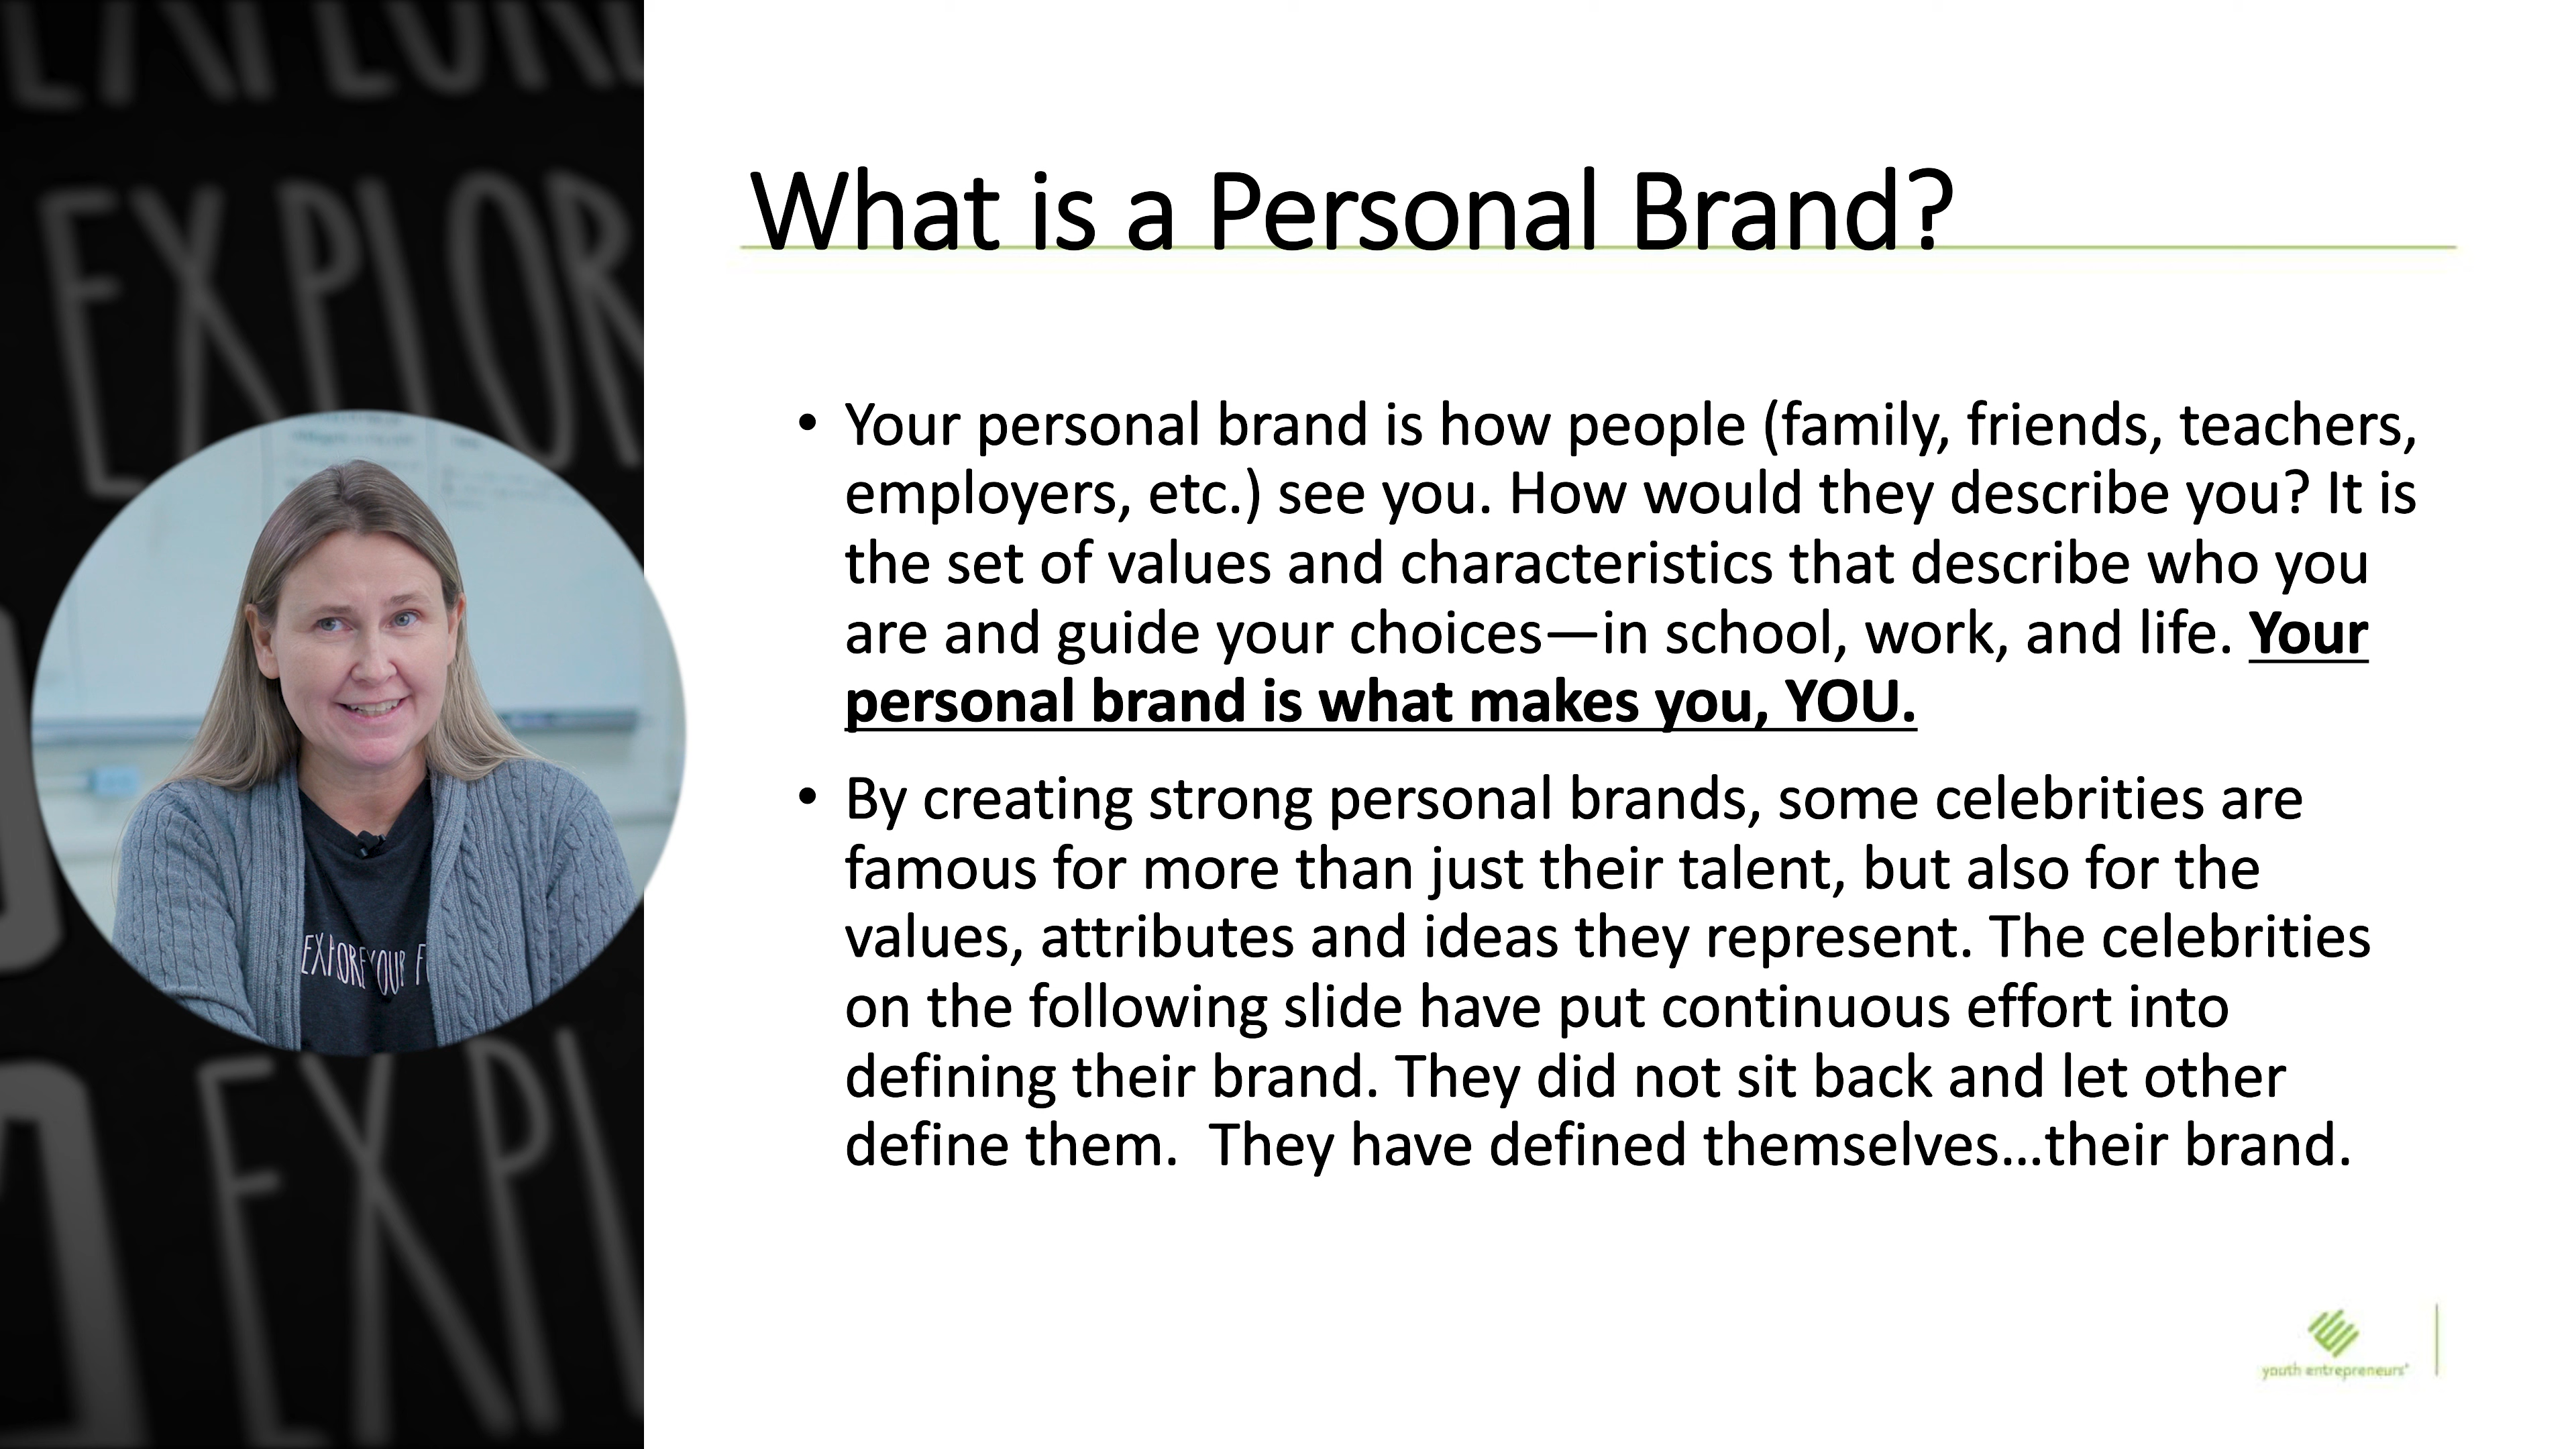 EXPLOR
EXPLOR
What is a Personal Brand?
• Your personal brand is how people (family, friends, teachers,
employers, etc.) see you. How would they describe you? It is
the set of values and characteristics that describe who you
are and guide your choices—in school, work, and life. Your
personal brand is what makes you, YOU.
EXPLORE YOUR F
• By creating strong personal brands, some celebrities are
famous for more than just their talent, but also for the
values, attributes and ideas they represent. The celebrities
on the following slide have put continuous effort into
defining their brand. They did not sit back and let other
define them.  They have defined themselves...their brand.
EXPL
youth entrepreneurs